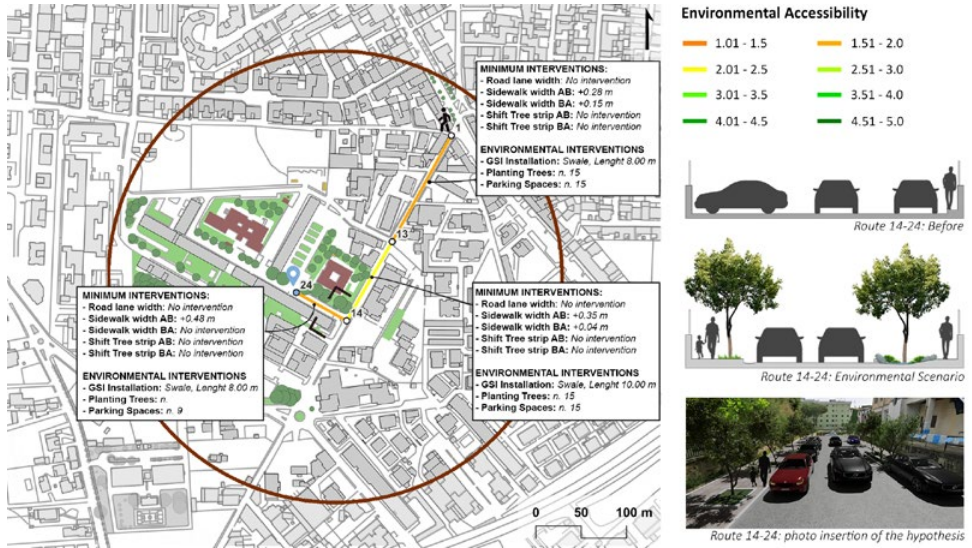 MINIMUM INTERVENTIONS:
- Road lane width: No intervention
- Sidewalk width AB: +0.28 m
- Sidewalk width BA: +0.15 m
- Shift Tree strip AB: No intervention
- Shift Tree strip BA: No intervention
ENVIRONMENTAL INTERVENTIONS
- GSI Installation: Swale, Lenght 8.00 m
- Planting Trees: n. 15
- Parking Spaces: n. 15
1
13
24
14
MINIMUM INTERVENTIONS:
- Road lane width: No intervention
- Sidewalk width AB: +0.48 m
- Sidewalk width BA: No intervention
- Shift Tree strip AB: No intervention
- Shift Tree strip BA: No intervention
ENVIRONMENTAL INTERVENTIONS
- GSI Installation: Swale, Lenght 8.00 m
- Planting Trees: n.
- Parking Spaces: n. 9
MINIMUM INTERVENTIONS:
- Road lane width: No intervention
- Sidewalk width AB: +0.35 m
- Sidewalk width BA: +0.04 m
- Shift Tree strip AB: No intervention
- Shift Tree strip BA: No intervention
ENVIRONMENTAL INTERVENTIONS
- GSI Installation: Swale, Lenght 10.00 m
- Planting Trees: n. 15
- Parking Spaces: n. 15
0 50 100 m
Environmental Accessibility
1.01 - 1.5 1.51 - 2.0
2.01 - 2.5 2.51 - 3.0
3.01 - 3.5 3.51 - 4.0
4.01 - 4.5 4.51 - 5.0
Route 14-24: Before
Route 14-24: Environmental Scenario
Route 14-24: photo insertion of the hypothesis